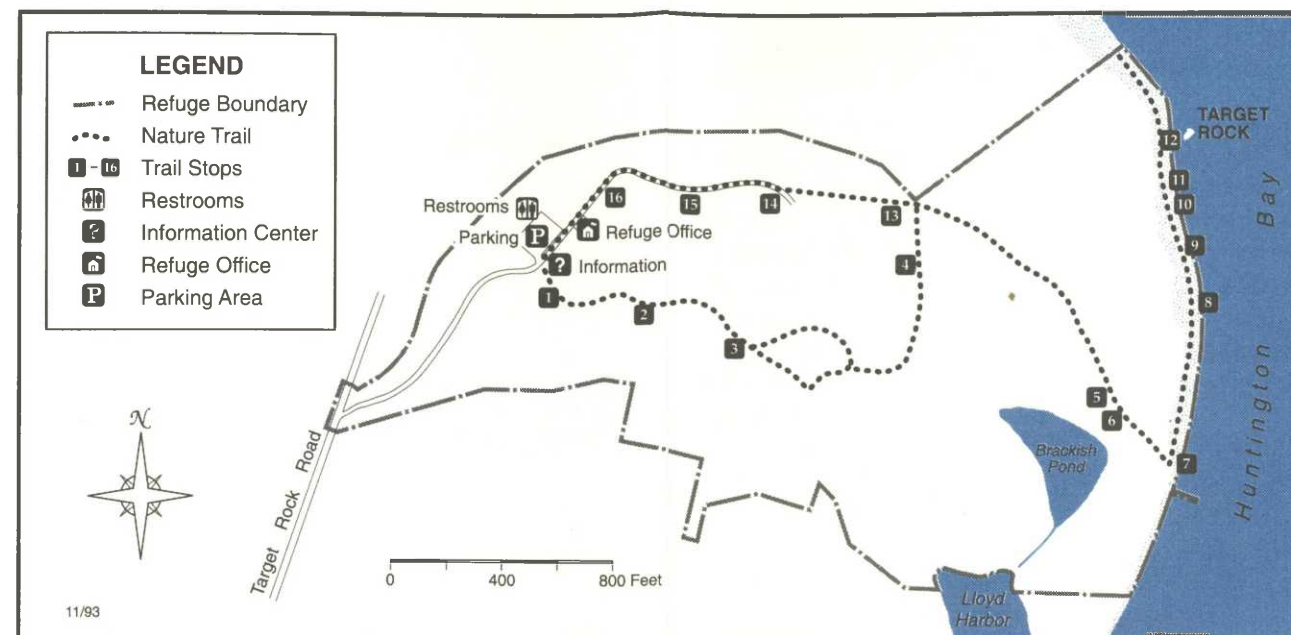 LEGEND
Refuge Boundary
Nature Trail
1 - 16 Trail Stops
Restrooms
? Information Center
Refuge Office
P Parking Area
TARGET
ROCK
12
11
10
9
8
Huntington Bay
16
15
14
13
Restrooms
Parking P
Refuge Office
? Information
4
1
2
3
5
6
7
Brackish
Pond
N
Target Rock Road
0 400 800 Feet
Lloyd
Harbor
11/93